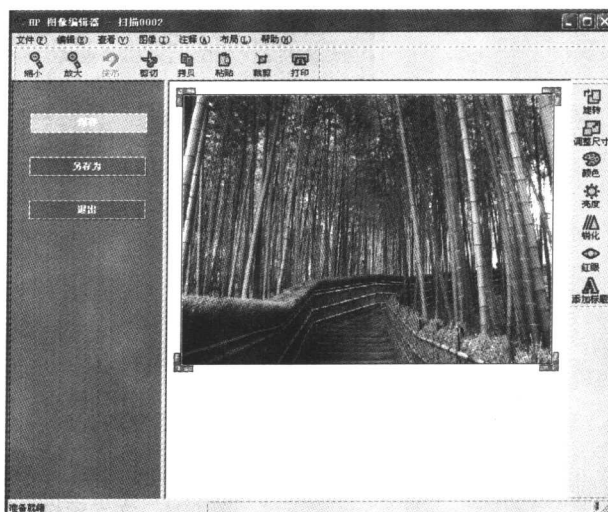 HP 图像编辑器 - 扫描0002
文件(F) 编辑(E) 查看(V) 图像(I) 注释(A) 布局(L) 帮助(H)
缩小 放大 剪切 拷贝 粘贴 裁剪 打印
另存为
退出
旋转
调整尺寸
颜色
亮度
锐化
红眼
添加标题
准备就绪